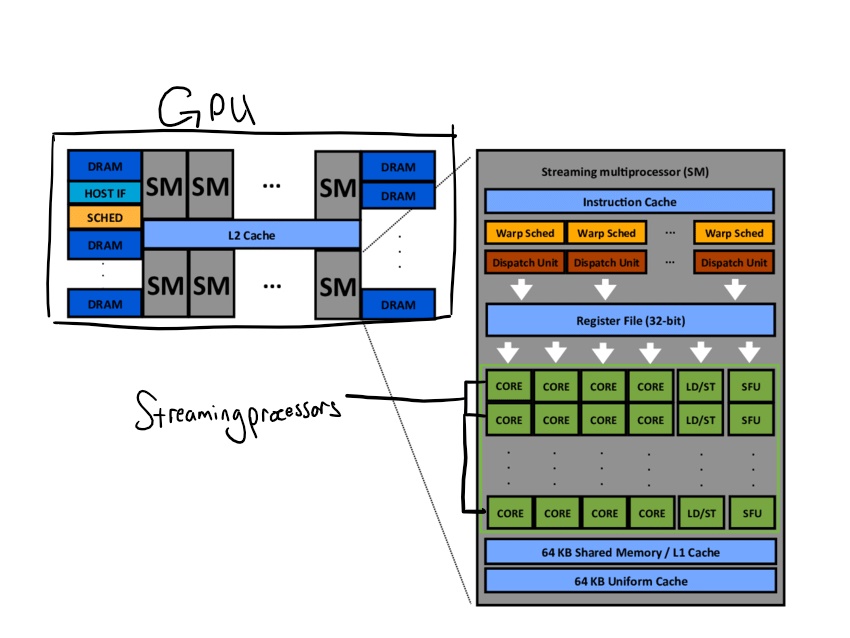 GPU
DRAM
HOST IF
SCHED
DRAM
DRAM
SM SM ... SM
L2 Cache
SM SM ... SM
DRAM
DRAM
DRAM
Streaming processors
Streaming multiprocessor (SM)
Instruction Cache
Warp Sched Warp Sched ... Warp Sched
Dispatch Unit Dispatch Unit ... Dispatch Unit
Register File (32-bit)
CORE CORE CORE CORE LD/ST SFU
CORE CORE CORE CORE LD/ST SFU
CORE CORE CORE CORE LD/ST SFU
64 KB Shared Memory / L1 Cache
64 KB Uniform Cache